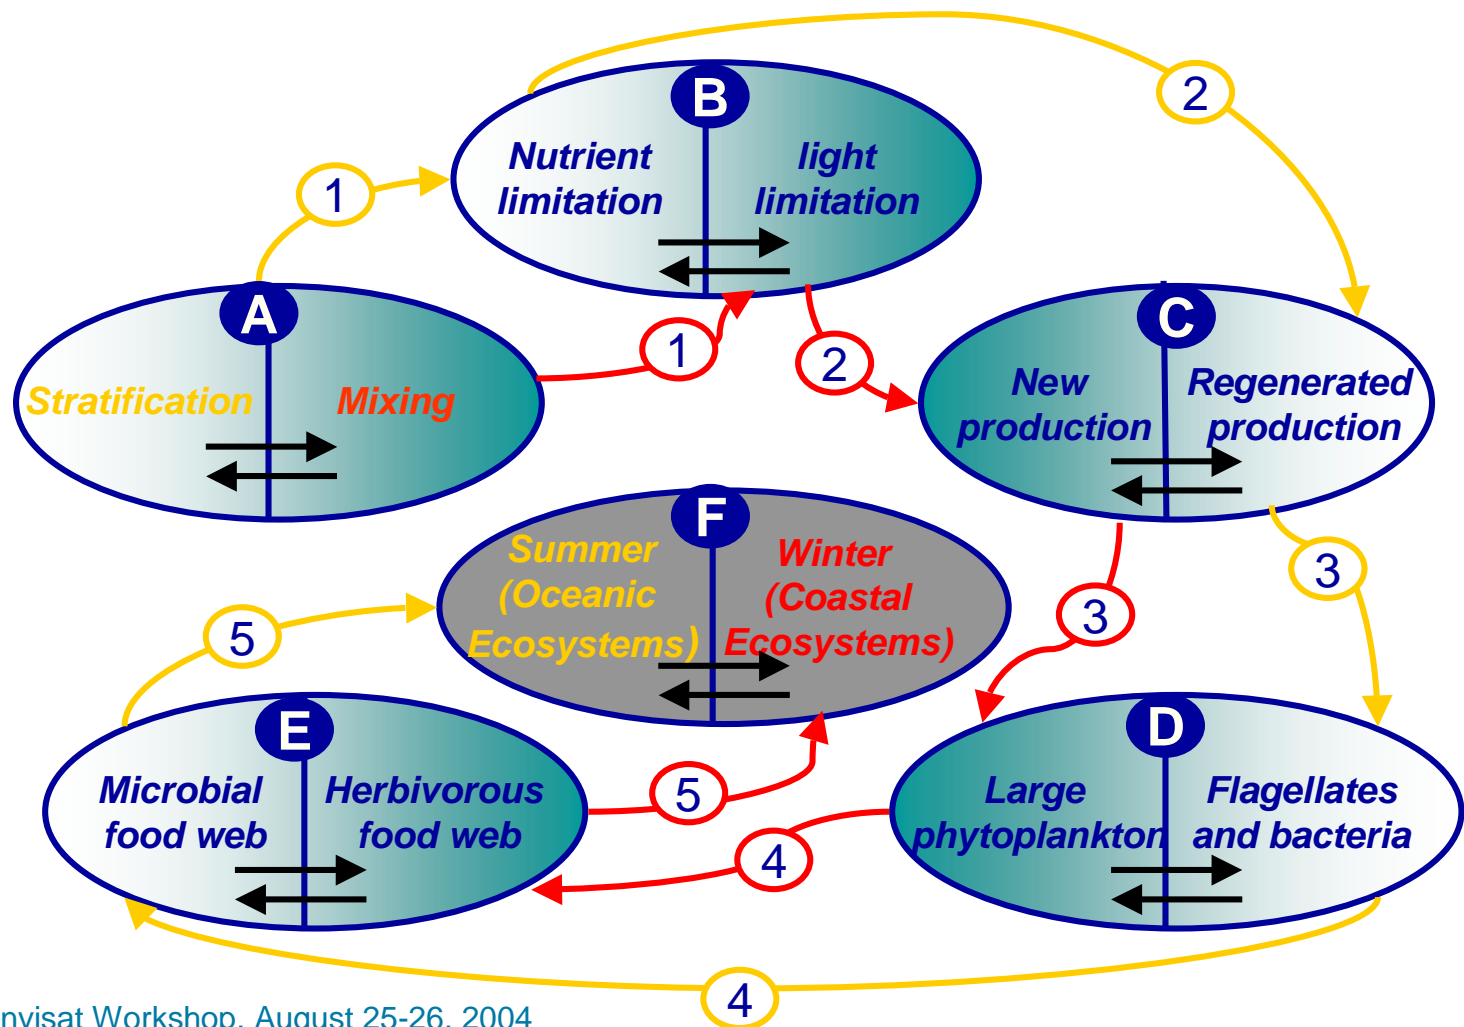 2
B
Nutrient
limitation
light
limitation
1
A
Stratification
Mixing
1
2
C
New
production
Regenerated
production
F
Summer
(Oceanic
Ecosystems)
Winter
(Coastal
Ecosystems)
3
3
5
E
Microbial
food web
Herbivorous
food web
5
4
D
Large
phytoplankton
Flagellates
and bacteria
4
nvisat Workshop, August 25-26, 2004